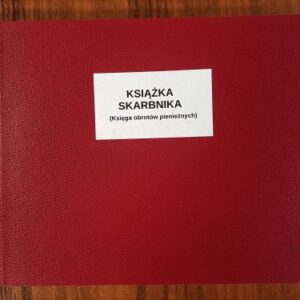 KSIĄŻKA
SKARBNIKA
(Księga obrotów pieniężnych)